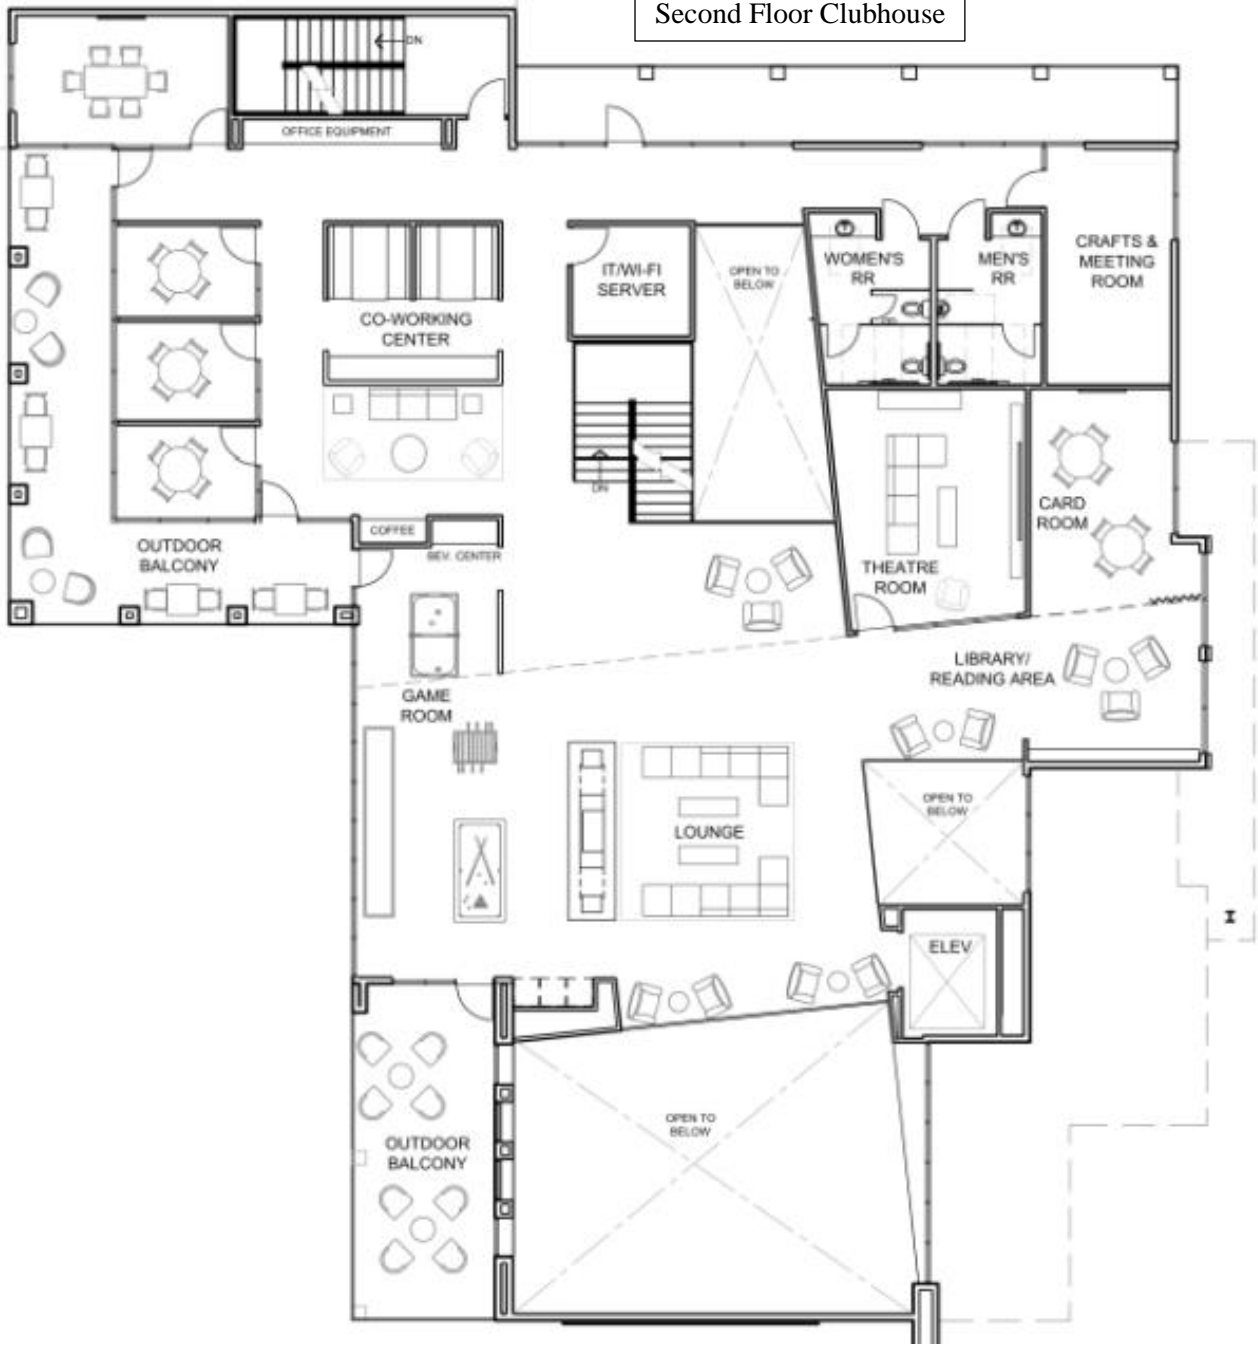 Second Floor Clubhouse
DN
OFFICE EQUIPMENT
WOMEN'S
RR
MEN'S
RR
CRAFTS &
MEETING
ROOM
IT/WI-FI
SERVER
OPEN TO
BELOW
CO-WORKING
CENTER
DN
CARD
ROOM
COFFEE
BEV. CENTER
OUTDOOR
BALCONY
THEATRE
ROOM
LIBRARY/
READING AREA
GAME
ROOM
OPEN TO
BELOW
LOUNGE
ELEV
OPEN TO
BELOW
OUTDOOR
BALCONY